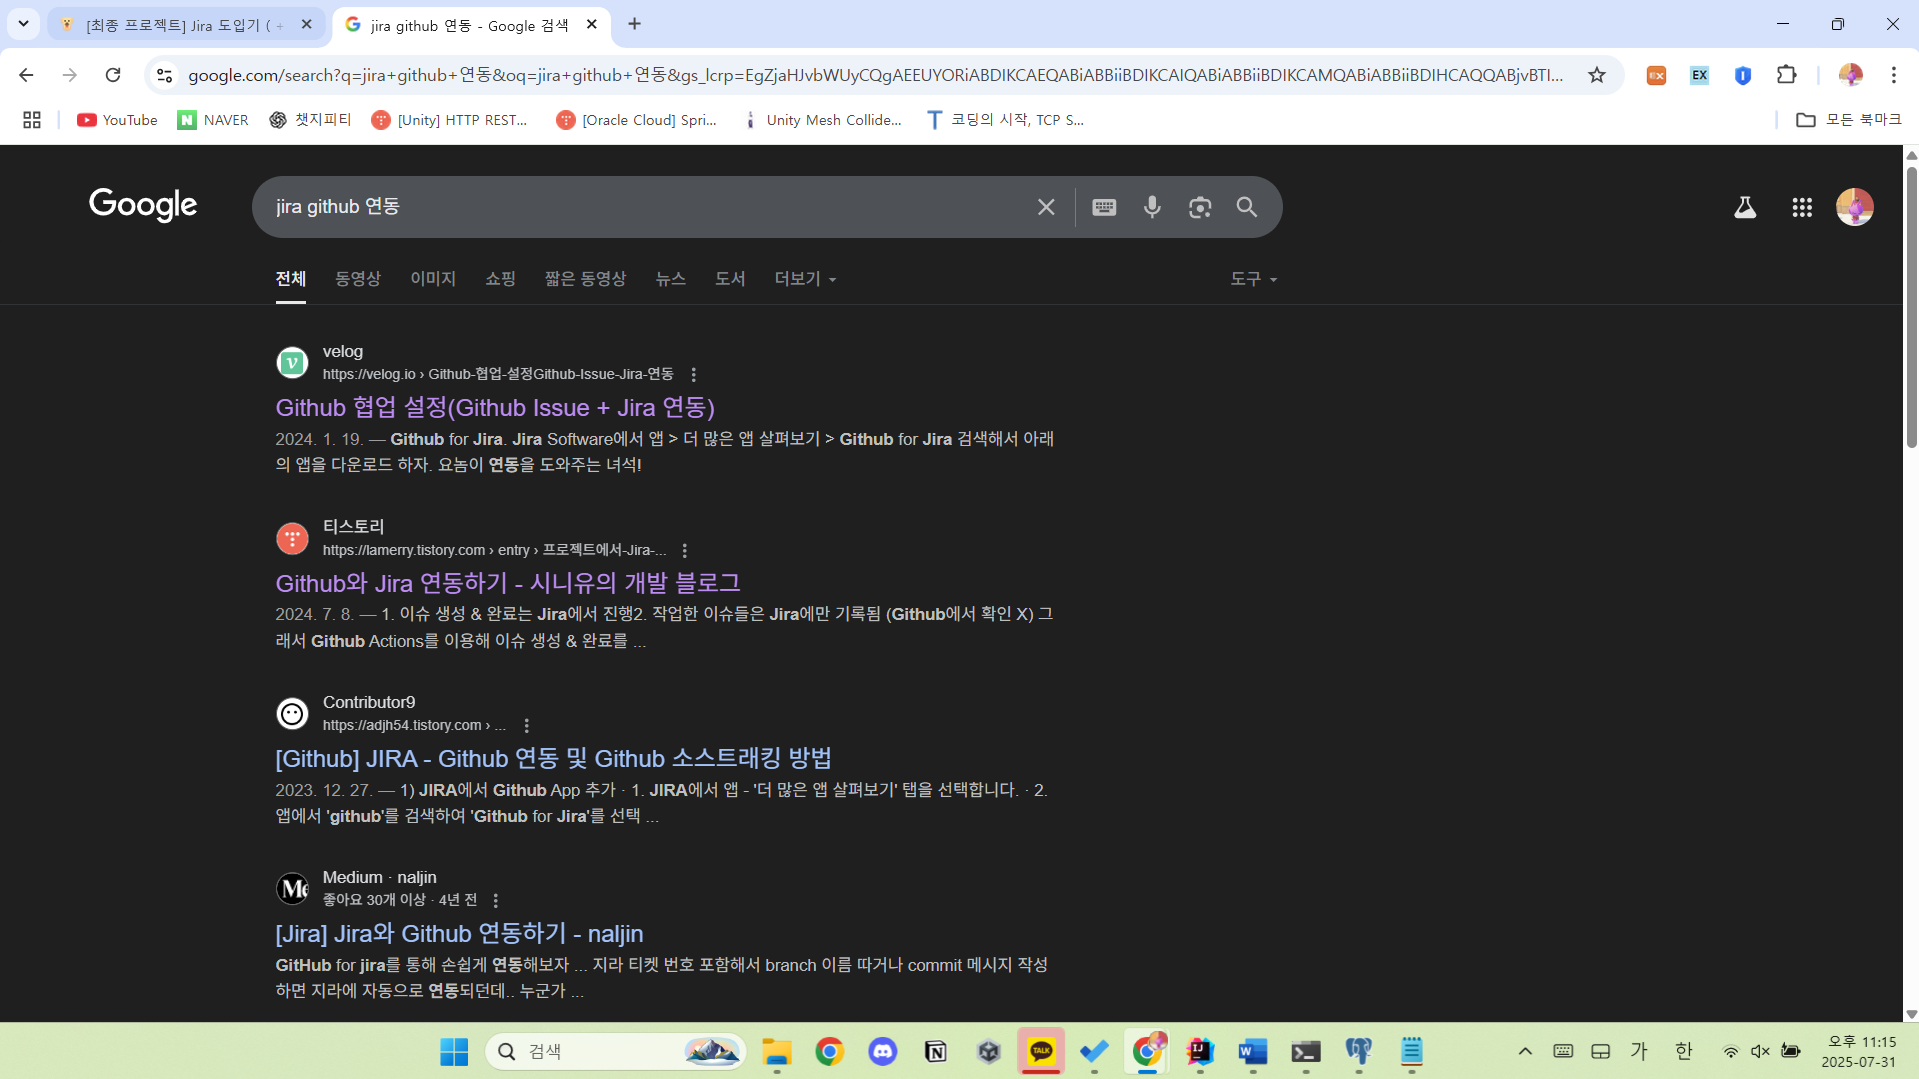 [최종 프로젝트] Jira 도입기 ( +
jira github 연동 - Google 검색
google.com/search?q=jira+github+연동&oq=jira+github+연동&gs_lcrp=EgZjaHJvbWUyCQgAEEUYORiABDIKCAEQABiABBiiBDIKCAIQABiABBiiBDIKCAMQABiABBiiBDIHCAQQABjvBTI...
EX
YouTube
NAVER
챗지피티
[Unity] HTTP REST...
[Oracle Cloud] Spri...
Unity Mesh Collide...
코딩의 시작, TCP S...
모든 북마크
Google
jira github 연동
전체
동영상
이미지
쇼핑
짧은 동영상
뉴스
도서
더보기
도구
velog
https://velog.io › Github-협업-설정Github-Issue-Jira-연동
Github 협업 설정(Github Issue + Jira 연동)
2024. 1. 19. — Github for Jira. Jira Software에서 앱 > 더 많은 앱 살펴보기 > Github for Jira 검색해서 아래
의 앱을 다운로드 하자. 요놈이 연동을 도와주는 녀석!
티스토리
https://lamerry.tistory.com › entry › 프로젝트에서-Jira-...
Github와 Jira 연동하기 - 시니유의 개발 블로그
2024. 7. 8. — 1. 이슈 생성 & 완료는 Jira에서 진행2. 작업한 이슈들은 Jira에만 기록됨 (Github에서 확인 X) 그
래서 Github Actions를 이용해 이슈 생성 & 완료를 ...
Contributor9
https://adjh54.tistory.com › ...
[Github] JIRA - Github 연동 및 Github 소스트래킹 방법
2023. 12. 27. — 1) JIRA에서 Github App 추가 · 1. JIRA에서 앱 - '더 많은 앱 살펴보기' 탭을 선택합니다. · 2.
앱에서 'github'를 검색하여 'Github for Jira'를 선택 ...
Medium · naljin
좋아요 30개 이상 · 4년 전
[Jira] Jira와 Github 연동하기 - naljin
GitHub for jira를 통해 손쉽게 연동해보자 ... 지라 티켓 번호 포함해서 branch 이름 따거나 commit 메시지 작성
하면 지라에 자동으로 연동되던데.. 누군가 ...
검색
TALK
가
한
오후 11:15
2025-07-31